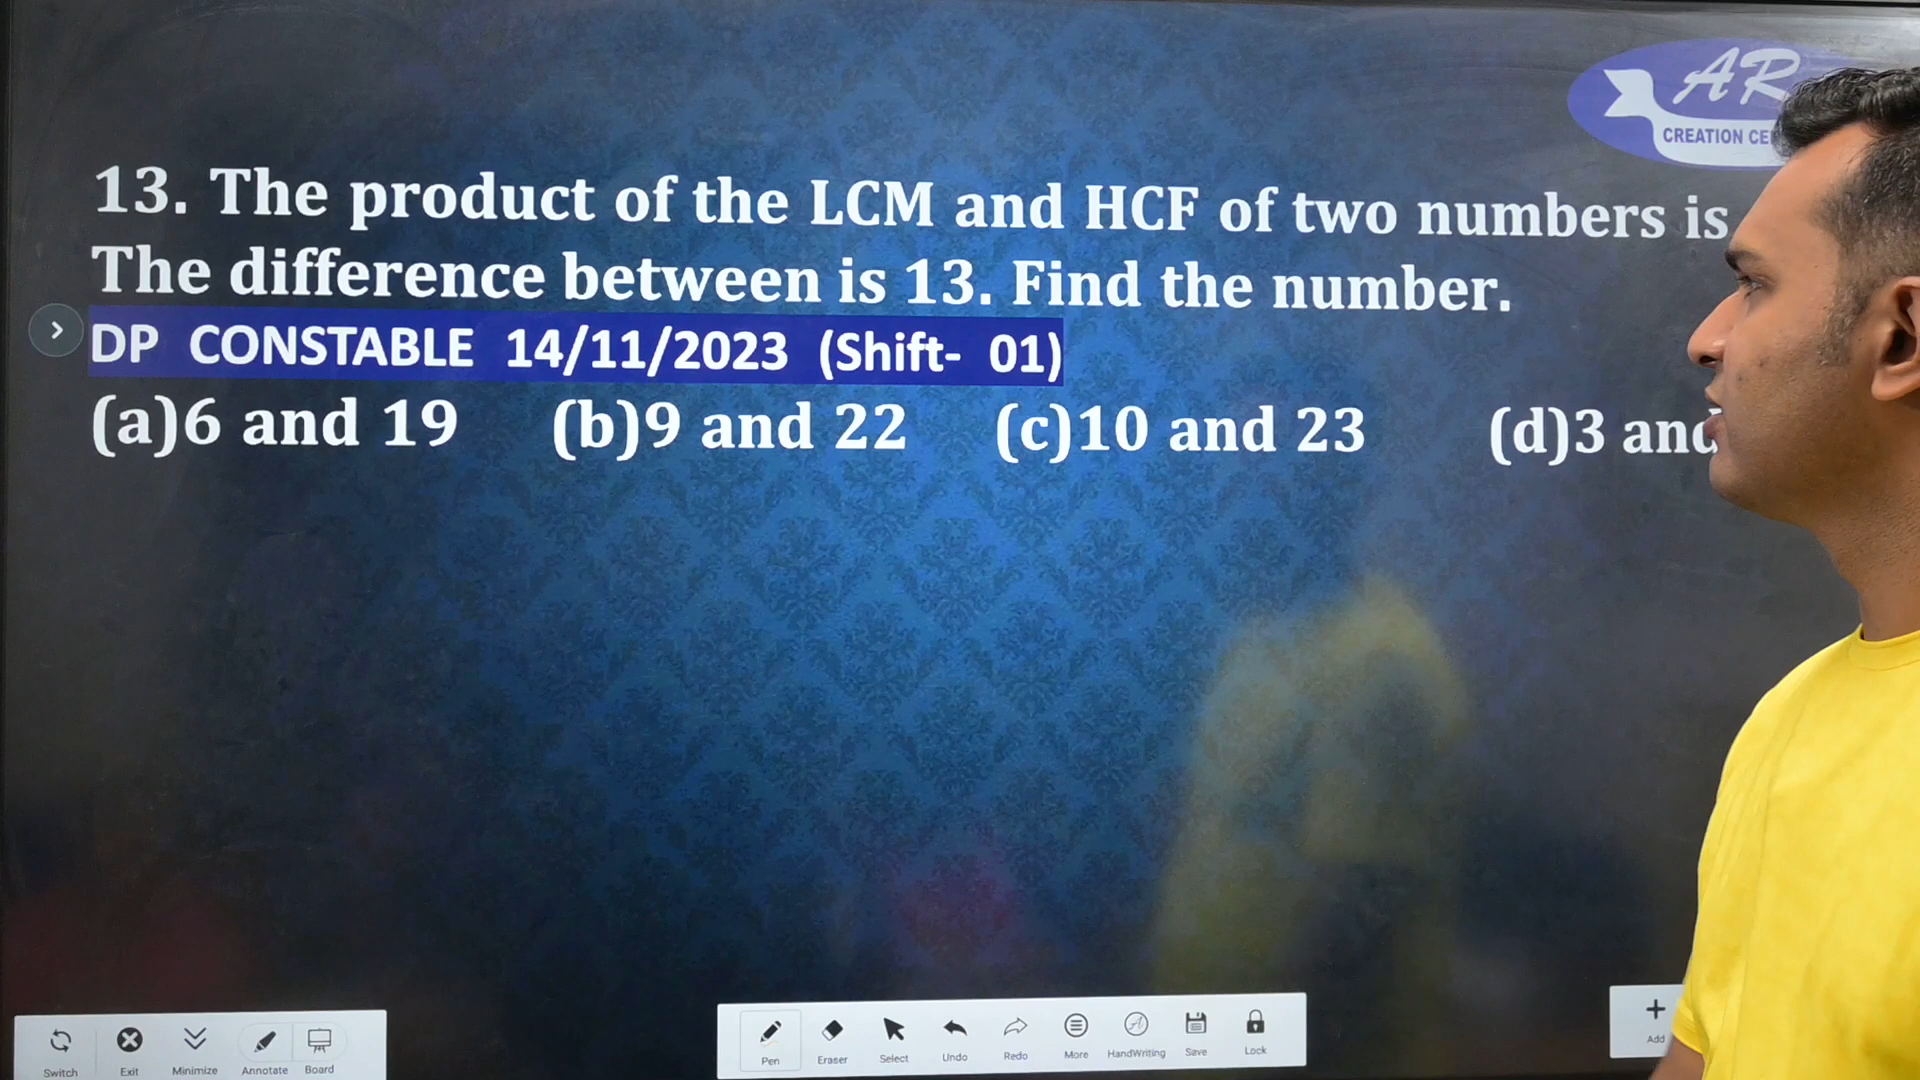 AR
CREATION
13. The product of the LCM and HCF of two numbers is
The difference between is 13. Find the number.
DP CONSTABLE 14/11/2023 (Shift- 01)
(a)6 and 19 (b)9 and 22 (c)10 and 23 (d)3 and
Switch Exit Minimize Annotate Board
Pen Eraser Select Undo Redo More HandWriting Save Lock
Add